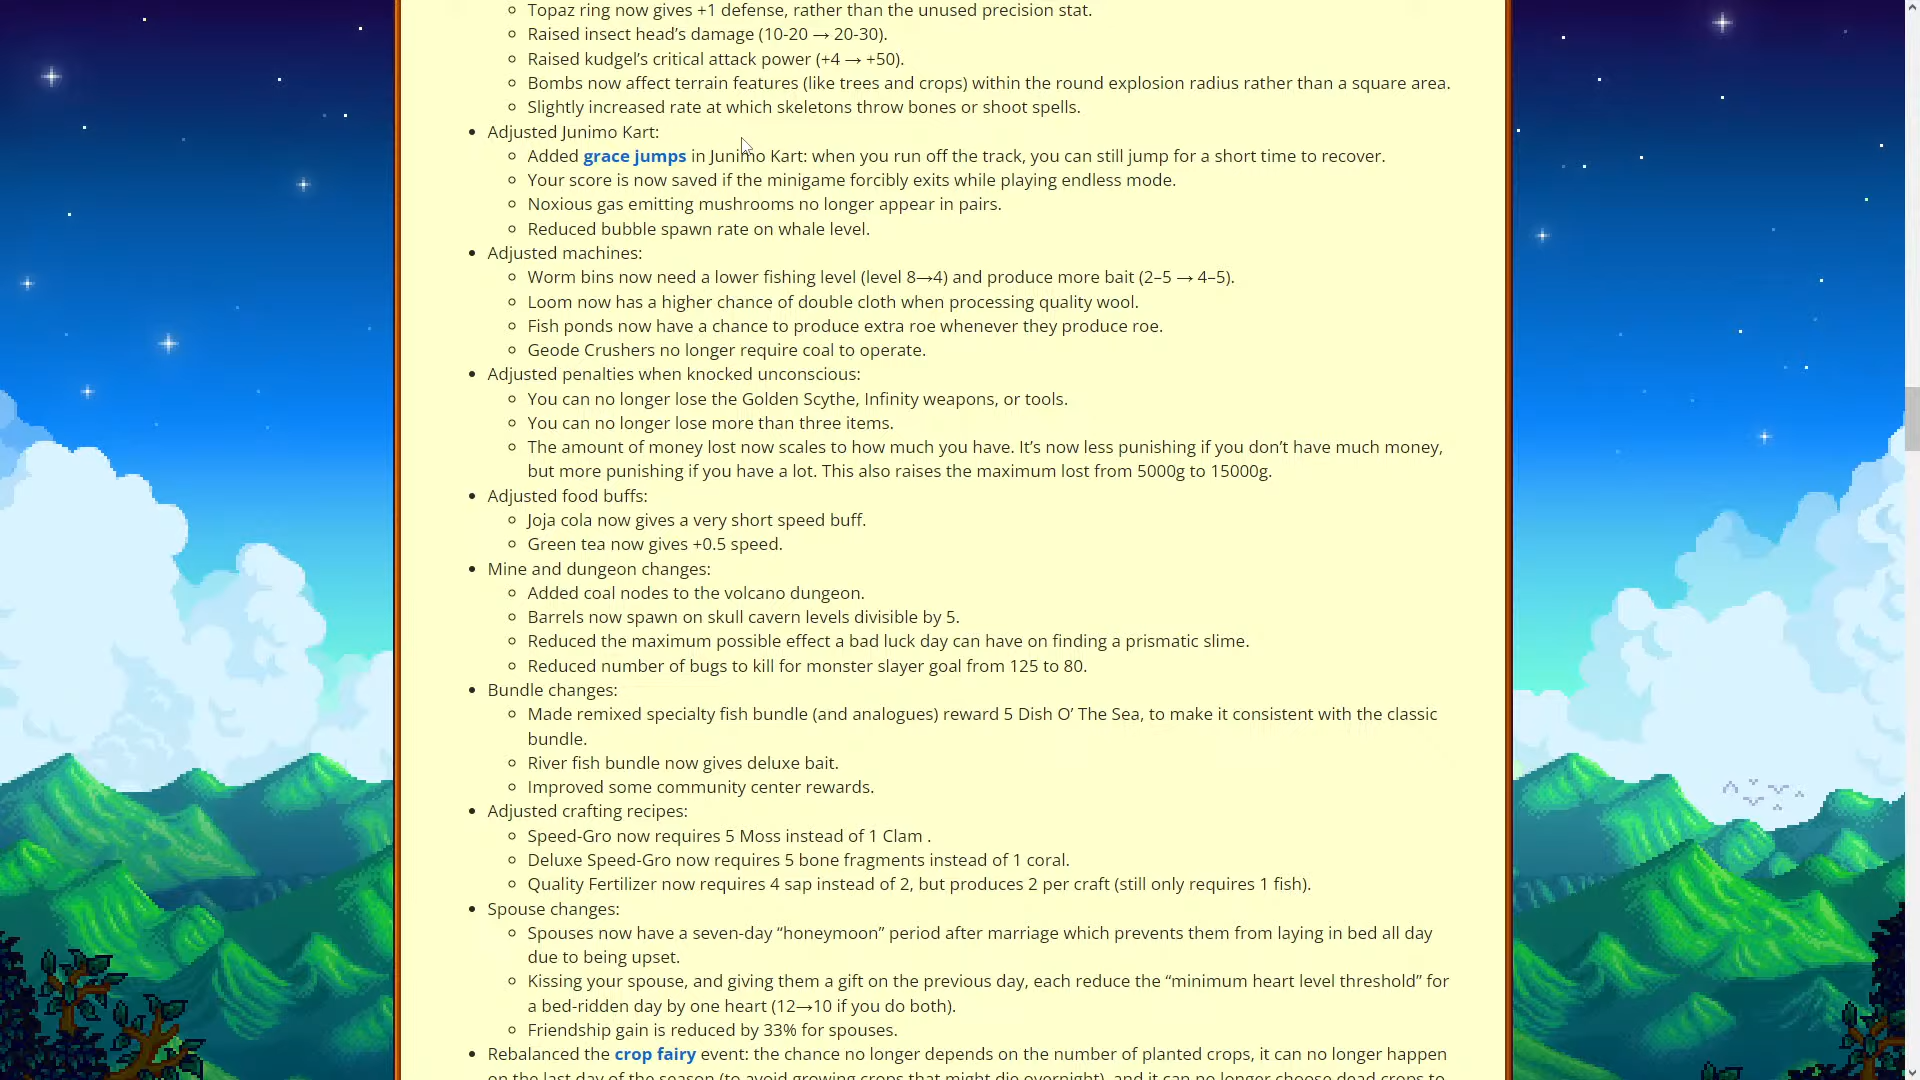 Topaz ring now gives +1 defense, rather than the unused precision stat.
Raised insect head’s damage (10-20 → 20-30).
Raised kudgel’s critical attack power (+4 → +50).
Bombs now affect terrain features (like trees and crops) within the round explosion radius rather than a square area.
Slightly increased rate at which skeletons throw bones or shoot spells.
Adjusted Junimo Kart:
Added grace jumps in Junimo Kart: when you run off the track, you can still jump for a short time to recover.
Your score is now saved if the minigame forcibly exits while playing endless mode.
Noxious gas emitting mushrooms no longer appear in pairs.
Reduced bubble spawn rate on whale level.
Adjusted machines:
Worm bins now need a lower fishing level (level 8→4) and produce more bait (2–5 → 4–5).
Loom now has a higher chance of double cloth when processing quality wool.
Fish ponds now have a chance to produce extra roe whenever they produce roe.
Geode Crushers no longer require coal to operate.
Adjusted penalties when knocked unconscious:
You can no longer lose the Golden Scythe, Infinity weapons, or tools.
You can no longer lose more than three items.
The amount of money lost now scales to how much you have. It’s now less punishing if you don’t have much money,
but more punishing if you have a lot. This also raises the maximum lost from 5000g to 15000g.
Adjusted food buffs:
Joja cola now gives a very short speed buff.
Green tea now gives +0.5 speed.
Mine and dungeon changes:
Added coal nodes to the volcano dungeon.
Barrels now spawn on skull cavern levels divisible by 5.
Reduced the maximum possible effect a bad luck day can have on finding a prismatic slime.
Reduced number of bugs to kill for monster slayer goal from 125 to 80.
Bundle changes:
Made remixed specialty fish bundle (and analogues) reward 5 Dish O’ The Sea, to make it consistent with the classic
bundle.
River fish bundle now gives deluxe bait.
Improved some community center rewards.
Adjusted crafting recipes:
Speed-Gro now requires 5 Moss instead of 1 Clam .
Deluxe Speed-Gro now requires 5 bone fragments instead of 1 coral.
Quality Fertilizer now requires 4 sap instead of 2, but produces 2 per craft (still only requires 1 fish).
Spouse changes:
Spouses now have a seven-day “honeymoon” period after marriage which prevents them from laying in bed all day
due to being upset.
Kissing your spouse, and giving them a gift on the previous day, each reduce the “minimum heart level threshold” for
a bed-ridden day by one heart (12→10 if you do both).
Friendship gain is reduced by 33% for spouses.
Rebalanced the crop fairy event: the chance no longer depends on the number of planted crops, it can no longer happen
on the last day of the season (to avoid growing crops that might die overnight), and it can no longer choose dead crops to